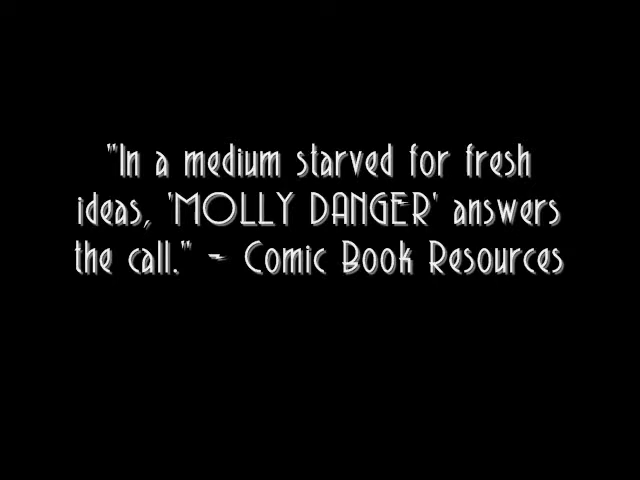 "In a medium starved for fresh
ideas, 'MOLLY DANGER' answers
the call." - Comic Book Resources